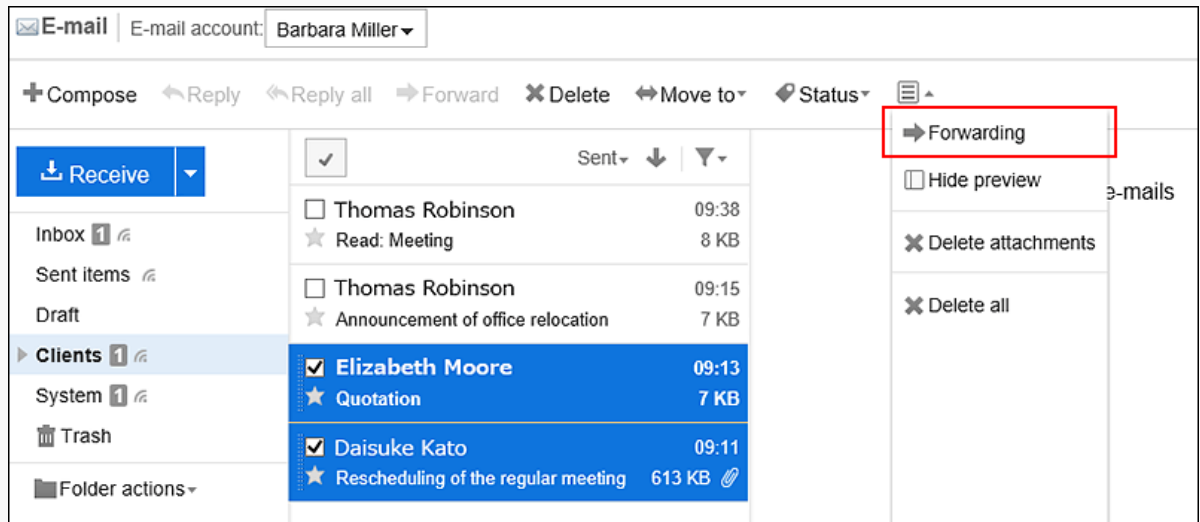 E-mail E-mail account: Barbara Miller
Compose Reply Reply all Forward Delete Move to Status
Forwarding
Hide preview
Delete attachments
Delete all
e-mails
Receive
Inbox 1
Sent items
Draft
Clients 1
System 1
Trash
Folder actions
Sent
Thomas Robinson 09:38
Read: Meeting 8 KB
Thomas Robinson 09:15
Announcement of office relocation 7 KB
Elizabeth Moore 09:13
Quotation 7 KB
Daisuke Kato 09:11
Rescheduling of the regular meeting 613 KB